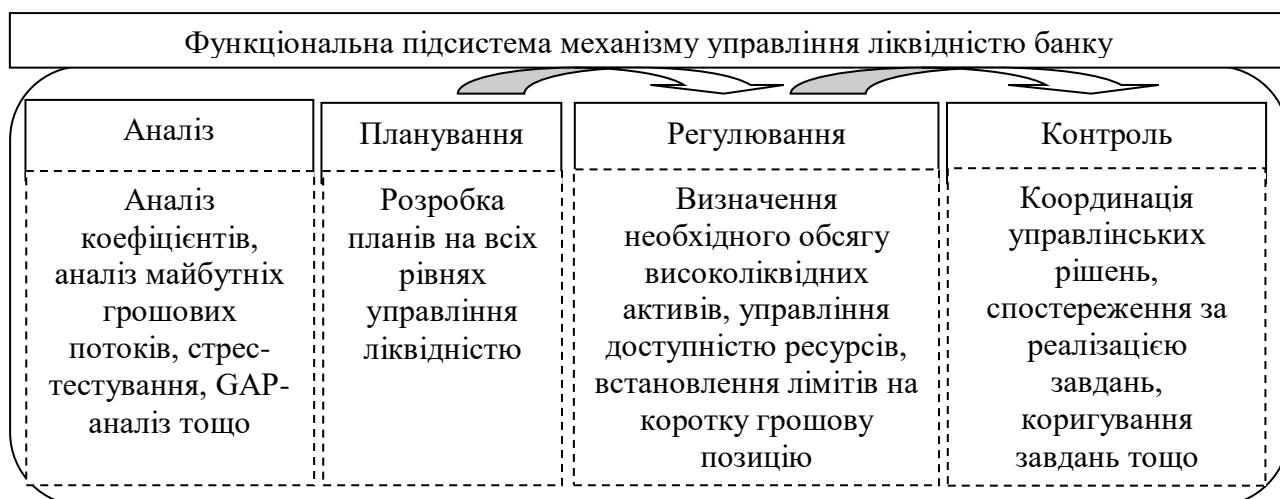 Функціональна підсистема механізму управління ліквідністю банку
Аналіз
Аналіз
коефіцієнтів,
аналіз майбутніх
грошових
потоків, стрес-
тестування, GAP-
аналіз тощо
Планування
Розробка
планів на всіх
рівнях
управління
ліквідністю
Регулювання
Визначення
необхідного обсягу
високоліквідних
активів, управління
доступністю ресурсів,
встановлення лімітів на
коротку грошову
позицію
Контроль
Координація
управлінських
рішень,
спостереження за
реалізацією
завдань,
коригування
завдань тощо